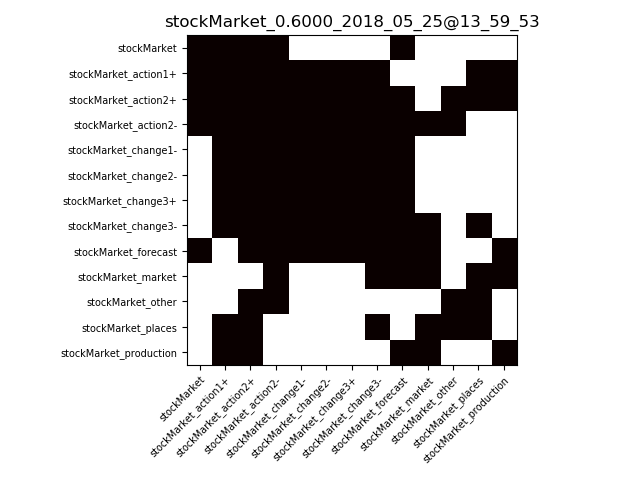 stockMarket_0.6000_2018_05_25@13_59_53
stockMarket
stockMarket_action1+
stockMarket_action2+
stockMarket_action2-
stockMarket_change1-
stockMarket_change2-
stockMarket_change3+
stockMarket_change3-
stockMarket_forecast
stockMarket_market
stockMarket_other
stockMarket_places
stockMarket_production
stockMarket
stockMarket_action1+
stockMarket_action2+
stockMarket_action2-
stockMarket_change1-
stockMarket_change2-
stockMarket_change3+
stockMarket_change3-
stockMarket_forecast
stockMarket_market
stockMarket_other
stockMarket_places
stockMarket_production